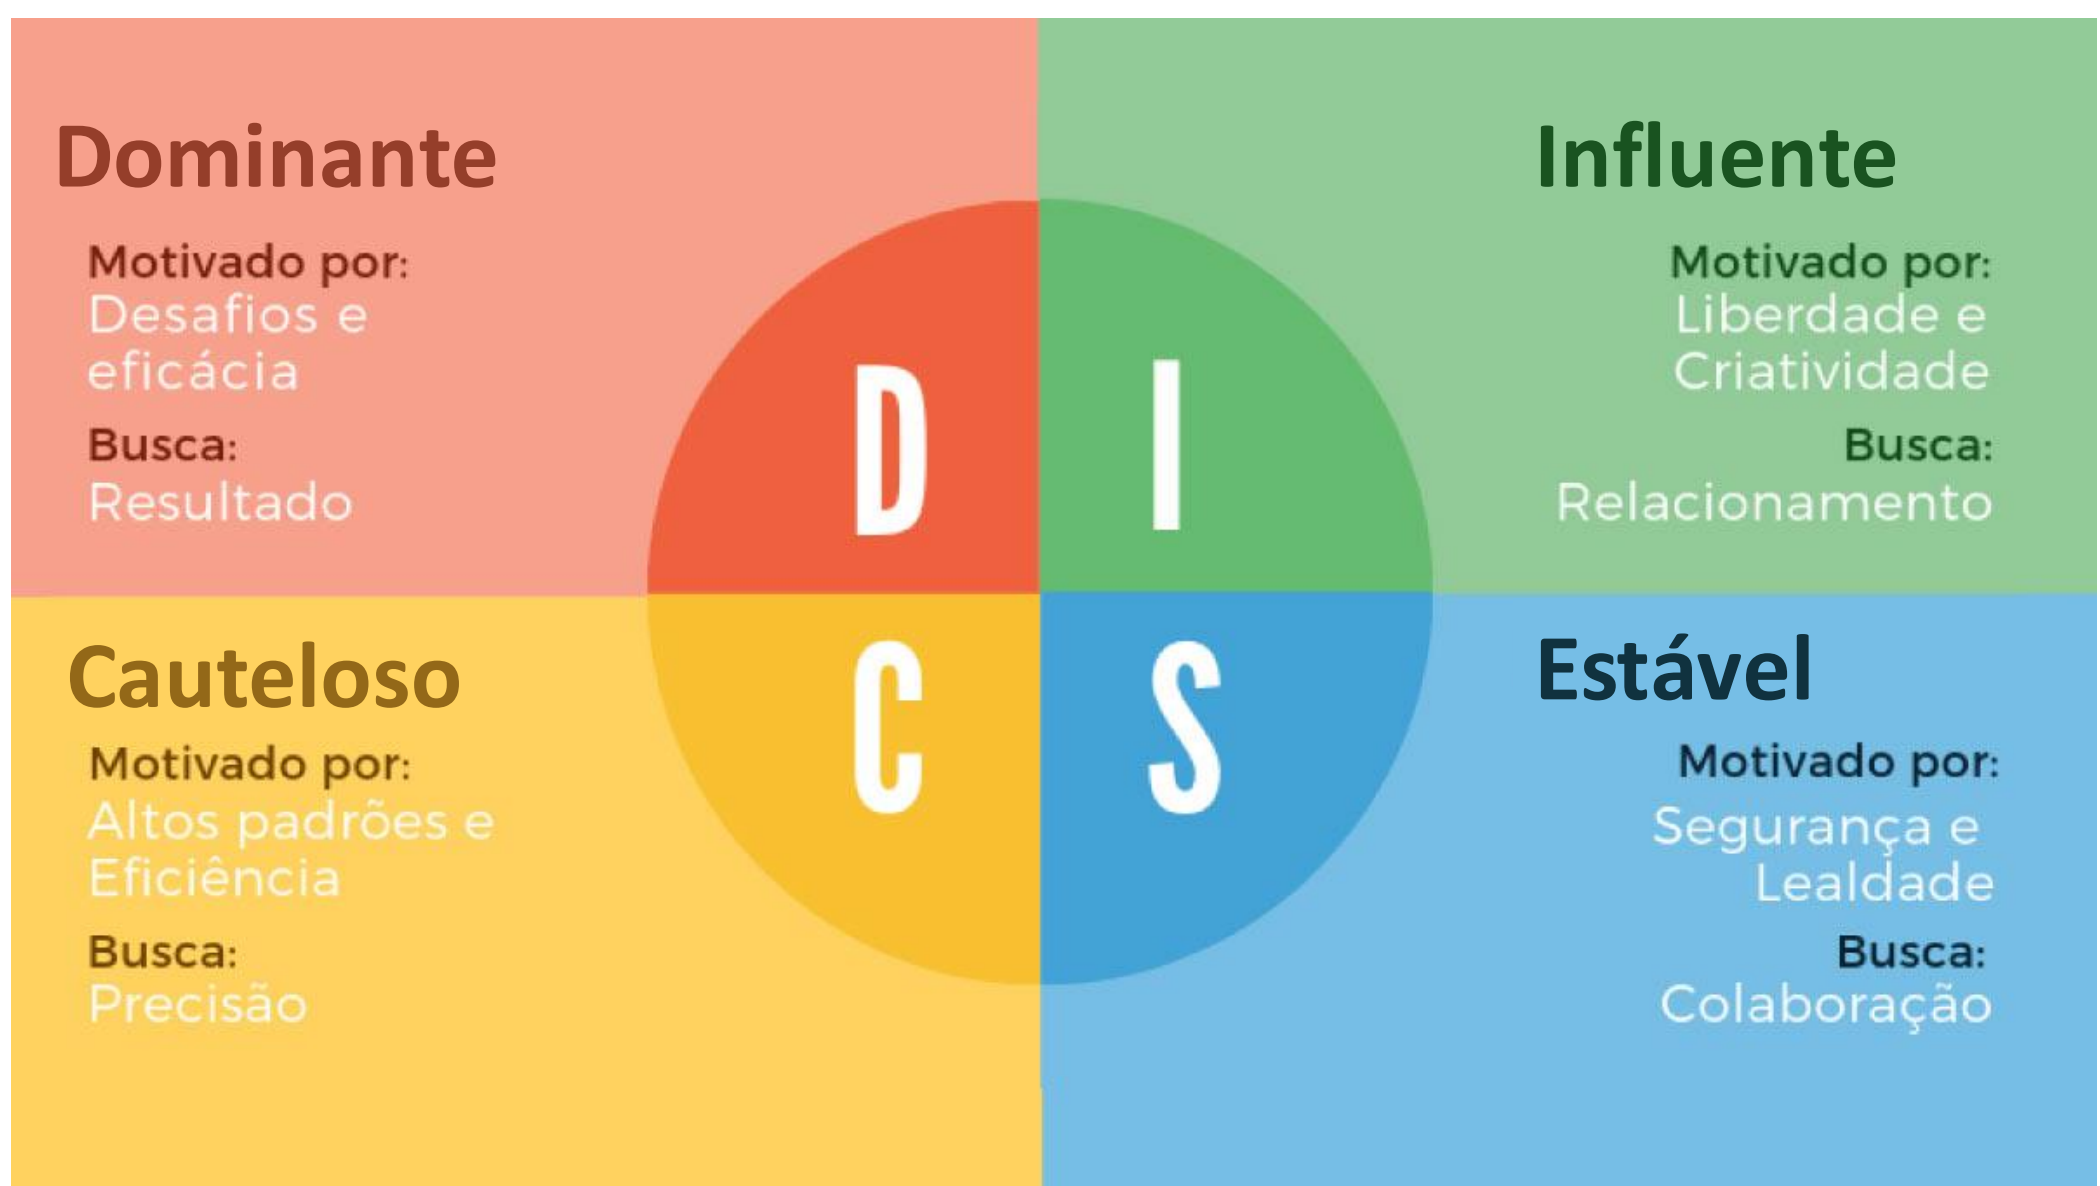 Dominante
Motivado por:
Desafios e
eficácia
Busca:
Resultado
Influente
Motivado por:
Liberdade e
Criatividade
Busca:
Relacionamento
D
I
C
S
Cauteloso
Motivado por:
Altos padrões e
Eficiência
Busca:
Precisão
Estável
Motivado por:
Segurança e
Lealdade
Busca:
Colaboração